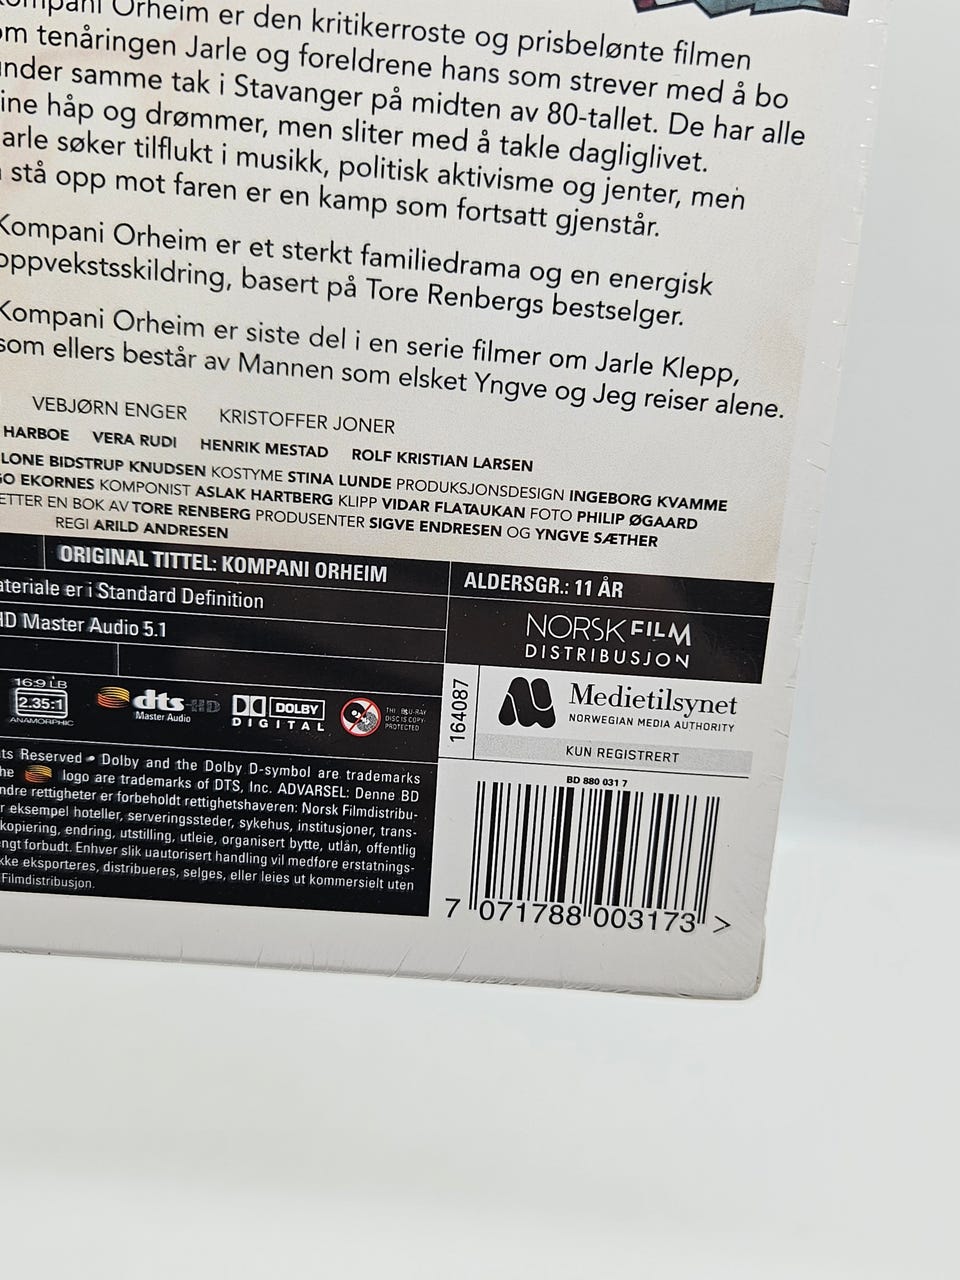 Orheim er den kritikerroste og prisbelønte filmen
tenåringen Jarle og foreldrene hans som strever med å bo
samme tak i Stavanger på midten av 80-tallet. De har alle
håp og drømmer, men sliter med å takle dagliglivet.
søker tilflukt i musikk, politisk aktivisme og jenter, men
stå opp mot faren er en kamp som fortsatt gjenstår.
Kompani Orheim er et sterkt familiedrama og en energisk
oppvekstsskildring, basert på Tore Renbergs bestselger.
Kompani Orheim er siste del i en serie filmer om Jarle Klepp,
som ellers består av Mannen som elsket Yngve og Jeg reiser alene.
VEBJØRN ENGER KRISTOFFER JONER
HARBOE VERA RUDI HENRIK MESTAD ROLF KRISTIAN LARSEN
LONE BIDSTRUP KNUDSEN KOSTYME STINA LUNDE PRODUKSJONSDESIGN INGEBORG KVAMME
EKORNES KOMPONIST ASLAK HARTBERG KLIPP VIDAR FLATAUKAN FOTO PHILIP ØGAARD
ETTER EN BOK AV TORE RENBERG PRODUSENTER SIGVE ENDRESEN OG YNGVE SÆTHER
REGI ARILD ANDRESEN
ORIGINAL TITTEL: KOMPANI ORHEIM
ALDERSGR.: 11 ÅR
er i Standard Definition
HD Master Audio 5.1
NORSK FILM
DISTRIBUSJON
16:9 LB
2.35:1
ANAMORPHIC
dts-HD
Master Audio
DOLBY
DIGITAL
THE BLU-RAY
DISC IS COPY-
PROTECTED
164087
Medietilsynet
NORWEGIAN MEDIA AUTHORITY
KUN REGISTRERT
Reserved • Dolby and the Dolby D-symbol are trademarks
logo are trademarks of DTS, Inc. ADVARSEL: Denne BD
rettigheter er forbeholdt rettighetshaveren: Norsk Filmdistribu-
eksempel hoteller, serveringssteder, sykehus, institusjoner, trans-
kopiering, endring, utstilling, utleie, organisert bytte, utlån, offentlig
forbudt. Enhver slik uautorisert handling vil medføre erstatnings-
eksporteres, distribueres, selges, eller leies ut kommersielt uten
Filmdistribusjon.
BD 880 031 7
7 071788 003173 >